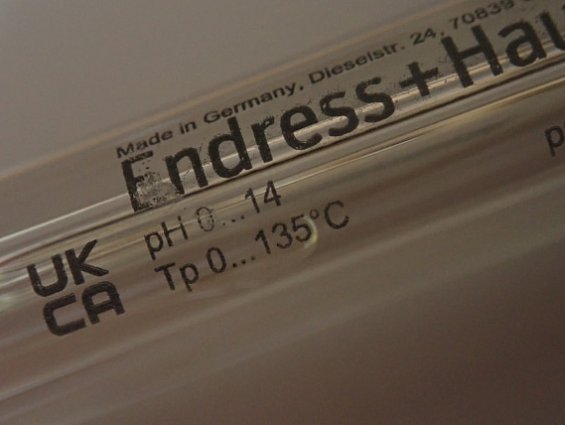 Made in Germany, Dieselstr. 24, 70839
Endress+Hau
pH 0...14
Tp 0...135°C
UK
CA
p